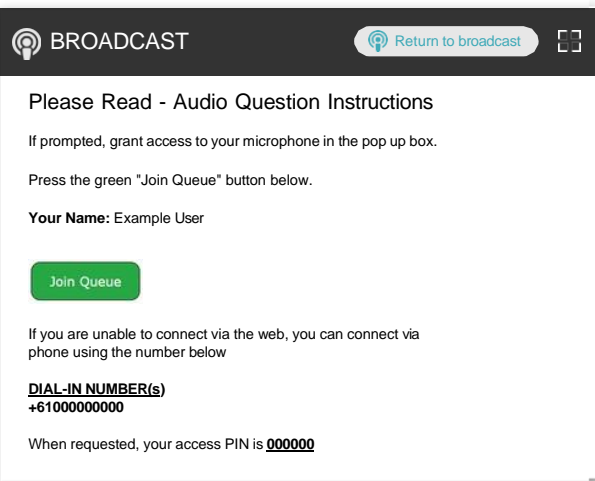 BROADCAST
Return to broadcast
Please Read - Audio Question Instructions
If prompted, grant access to your microphone in the pop up box.
Press the green "Join Queue" button below.
Your Name: Example User
Join Queue
If you are unable to connect via the web, you can connect via
phone using the number below
DIAL-IN NUMBER(s)
+61000000000
When requested, your access PIN is 000000